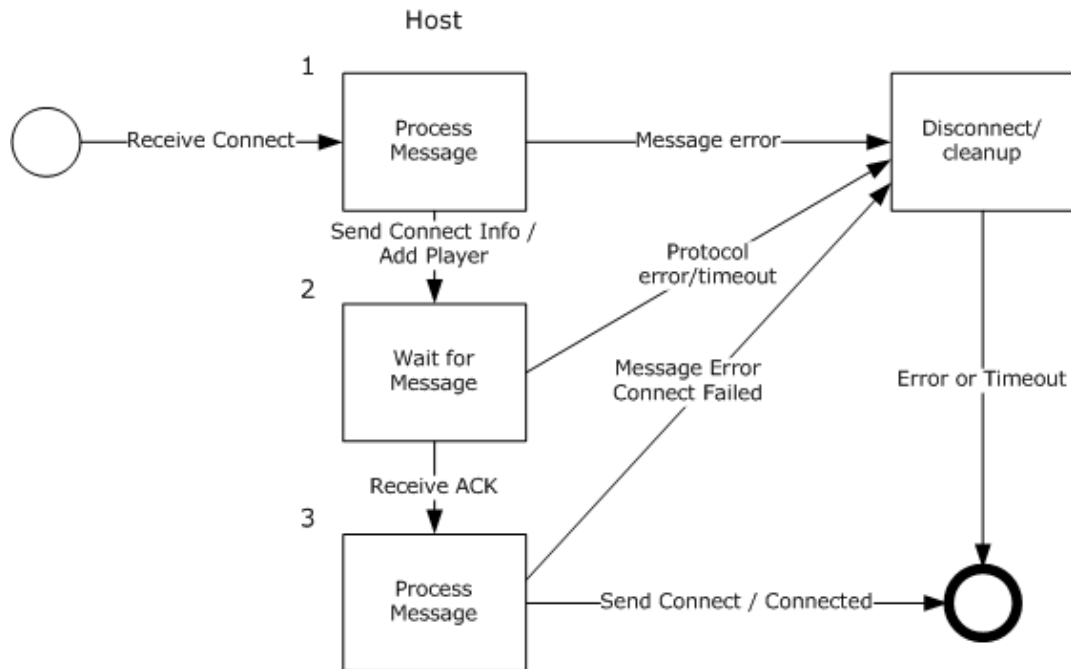 Host
1
Process
Message
Receive Connect
Message error
Disconnect/
cleanup
Send Connect Info /
Add Player
2
Protocol
error/timeout
Wait for
Message
Message Error
Connect Failed
Error or Timeout
Receive ACK
3
Process
Message
Send Connect / Connected